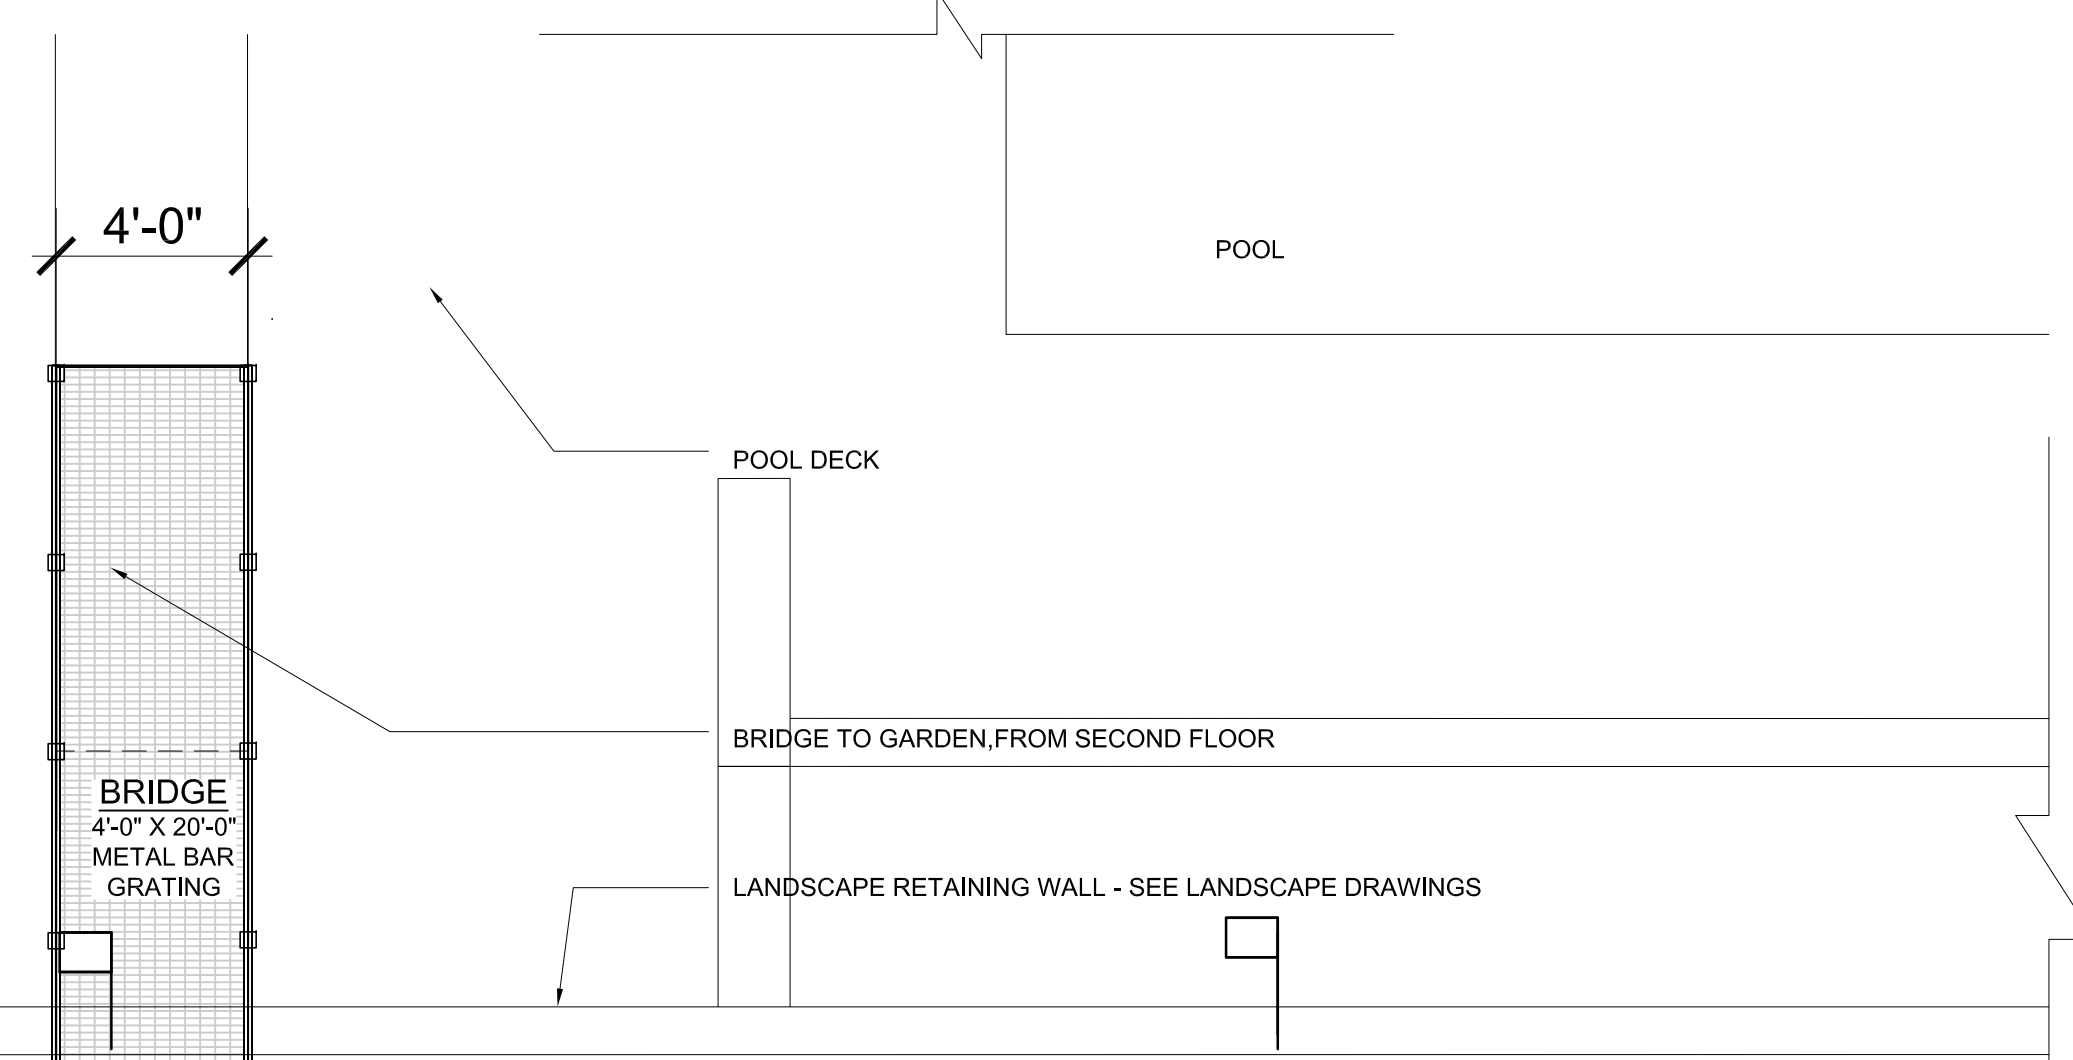 4'-0"
POOL
POOL DECK
BRIDGE TO GARDEN,FROM SECOND FLOOR
BRIDGE
4'-0" X 20'-0"
METAL BAR
GRATING
LANDSCAPE RETAINING WALL - SEE LANDSCAPE DRAWINGS